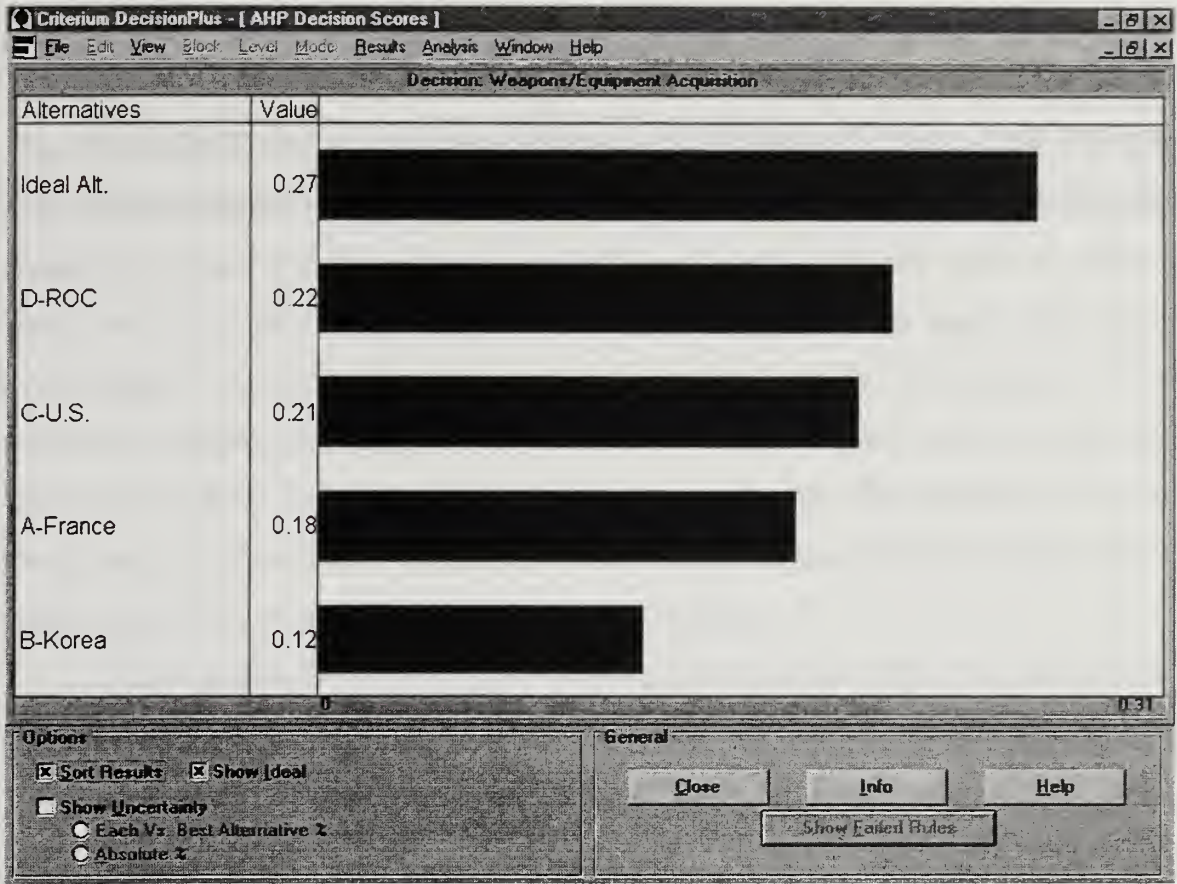 Criterium DecisionPlus - [ AHP Decision Scores ]
File Edit View Block Level Model Results Analysis Window Help
Decision: Weapons/Equipment Acquisition
Alternatives Value
Ideal Alt. 0.27
D-ROC 0.22
C-U.S. 0.21
A-France 0.18
B-Korea 0.12
0 0.31
Options
Sort Results Show Ideal
Show Uncertainty
Each Vs. Best Alternative %
Absolute %
General
Close Info Help
Show Failed Rules